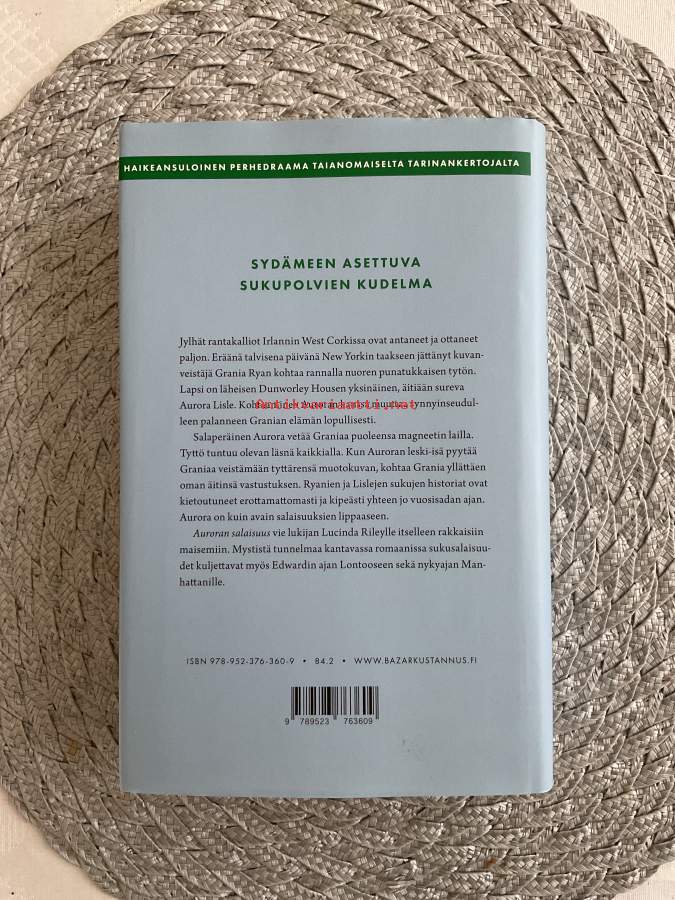 HAIKEANSULOINEN PERHEDRAAMA TAIANOMAISELTA TARINANKERTOJALTA
SYDÄMEEN ASETTUVA
SUKUPOLVIEN KUDELMA
Jylhät rantakalliot Irlannin West Corkissa ovat antaneet ja ottaneet
paljon. Eräänä talvisena päivänä New Yorkin taakseen jättänyt kuvan-
veistäjä Grania Ryan kohtaa rannalla nuoren punatukkaisen tytön.
Lapsi on läheisen Dunworley Housen yksinäinen, äitiään sureva
Aurora Lisle. synnyinseudul-
leen palanneen Granian elämän lopullisesti.
Salaperäinen Aurora vetää Graniaa puoleensa magneetin lailla.
Tyttö tuntuu olevan läsnä kaikkialla. Kun Auroran leski-isä pyytää
Graniaa veistämään tyttärensä muotokuvan, kohtaa Grania yllättäen
oman äitinsä vastustuksen. Ryanien ja Lislejen sukujen historiat ovat
kietoutuneet erottamattomasti ja kipeästi yhteen jo vuosisadan ajan.
Aurora on kuin avain salaisuuksien lippaaseen.
Auroran salaisuus vie lukijan Lucinda Rileylle itselleen rakkaisiin
maisemiin. Mystistä tunnelmaa kantavassa romaanissa sukusalaisuu-
det kuljettavat myös Edwardin ajan Lontooseen sekä nykyajan Man-
hattanille.
ISBN 978-952-376-360-9 • 84.2 • WWW.BAZARKUSTANNUS.FI
9 789523 763609